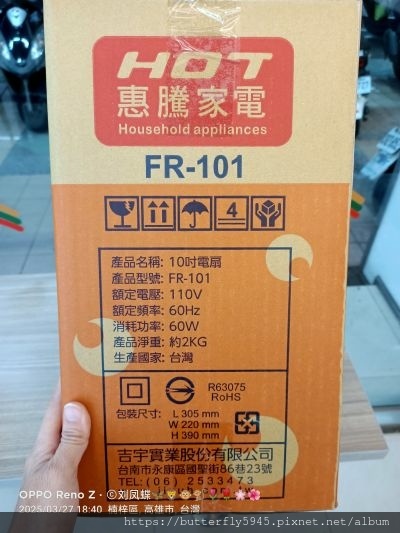 HOT
惠騰家電
Household appliances
FR-101
4
產品名稱: 10吋電扇
產品型號: FR-101
額定電壓: 110V
額定頻率: 60Hz
消耗功率: 60W
產品淨重: 約2KG
生產國家: 台灣
R63075
RoHS
包裝尺寸: L 305 mm
W 220 mm
H 390 mm
吉宇實業股份有限公司
台南市永康區國聖街86巷23號
TEL: (06) 2533473
OPPO Reno Z · ©刘凤蝶
2025/03/27 18:40 楠梓區, 高雄市, 台灣
https://butterfly5945.pixnet.net/album